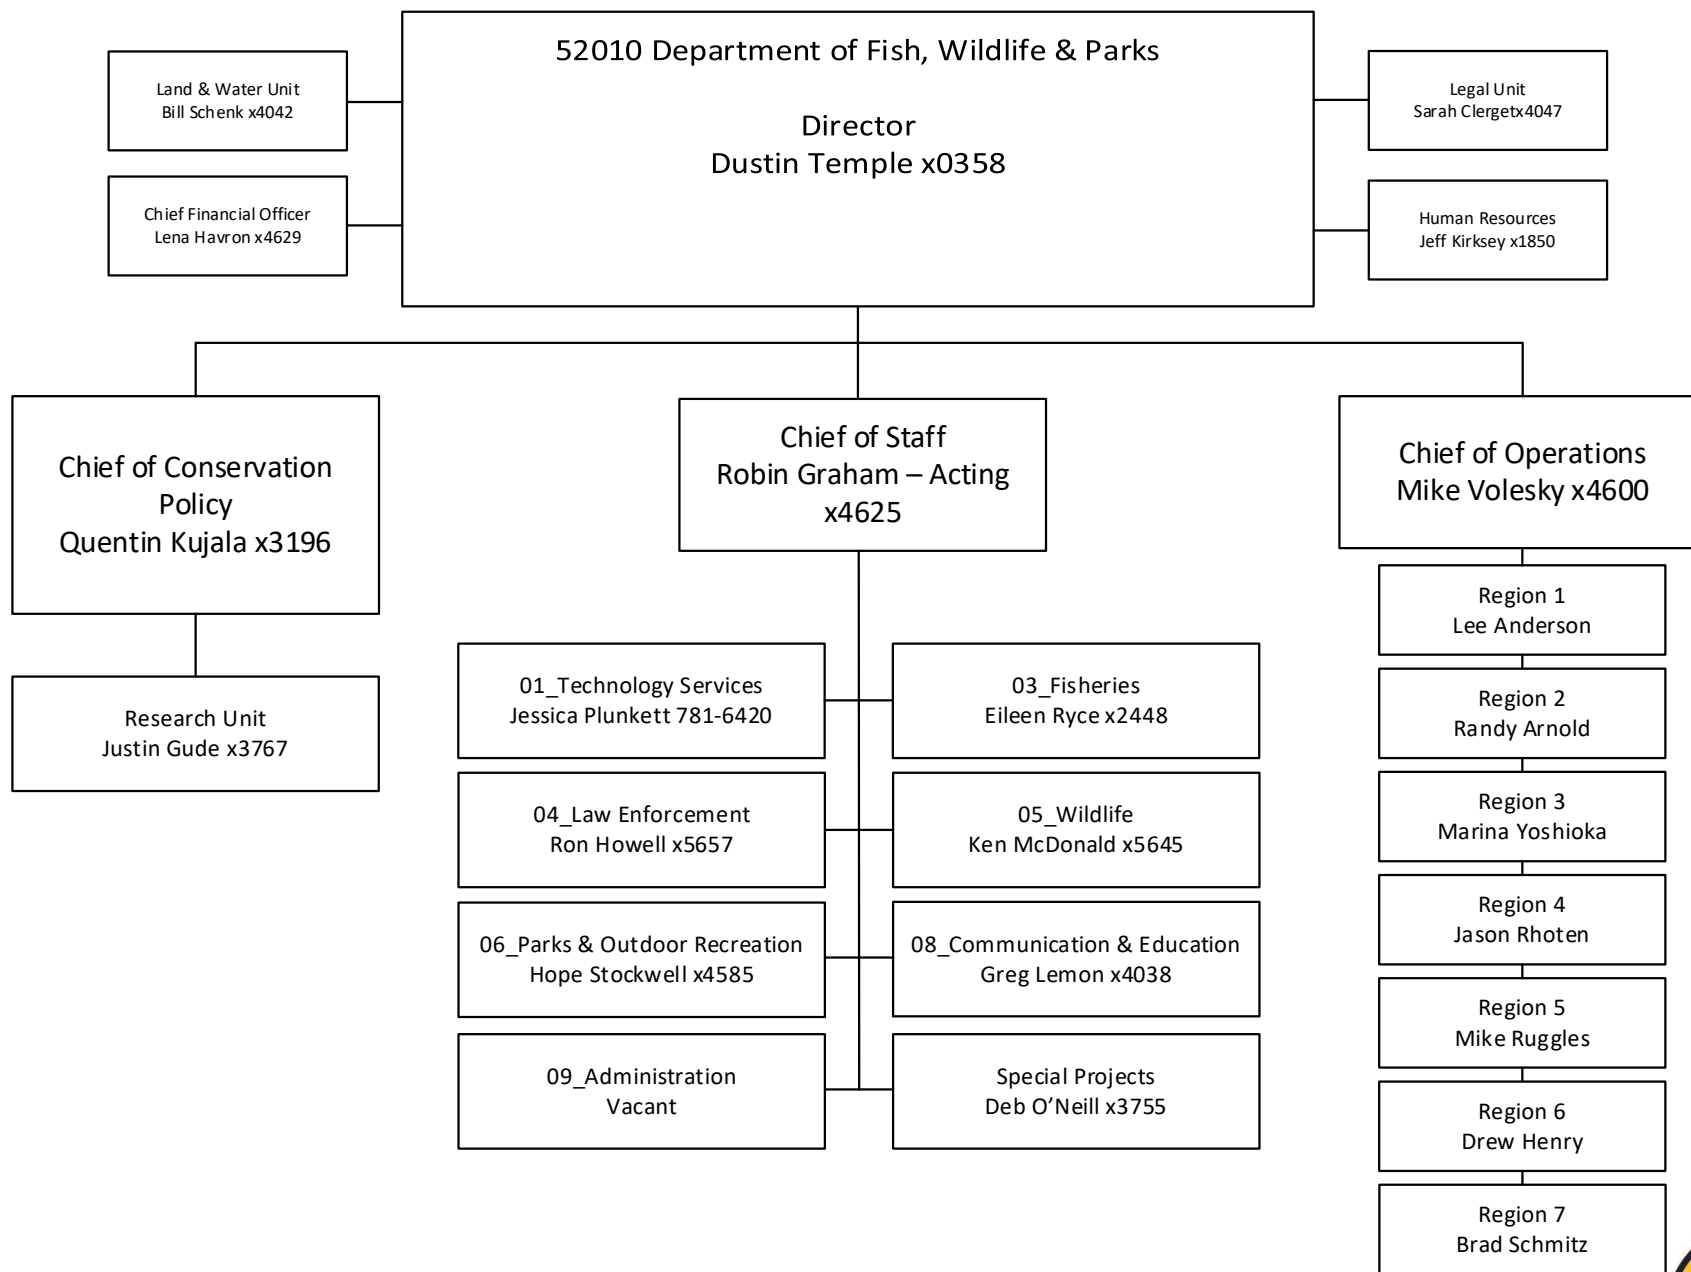 52010 Department of Fish, Wildlife & Parks
Director
Dustin Temple x0358
Land & Water Unit
Bill Schenk x4042
Chief Financial Officer
Lena Havron x4629
Legal Unit
Sarah Clergetx4047
Human Resources
Jeff Kirksey x1850
Chief of Conservation
Policy
Quentin Kujala x3196
Research Unit
Justin Gude x3767
Chief of Staff
Robin Graham – Acting
x4625
01_Technology Services
Jessica Plunkett 781-6420
03_Fisheries
Eileen Ryce x2448
04_Law Enforcement
Ron Howell x5657
05_Wildlife
Ken McDonald x5645
06_Parks & Outdoor Recreation
Hope Stockwell x4585
08_Communication & Education
Greg Lemon x4038
09_Administration
Vacant
Special Projects
Deb O’Neill x3755
Chief of Operations
Mike Volesky x4600
Region 1
Lee Anderson
Region 2
Randy Arnold
Region 3
Marina Yoshioka
Region 4
Jason Rhoten
Region 5
Mike Ruggles
Region 6
Drew Henry
Region 7
Brad Schmitz